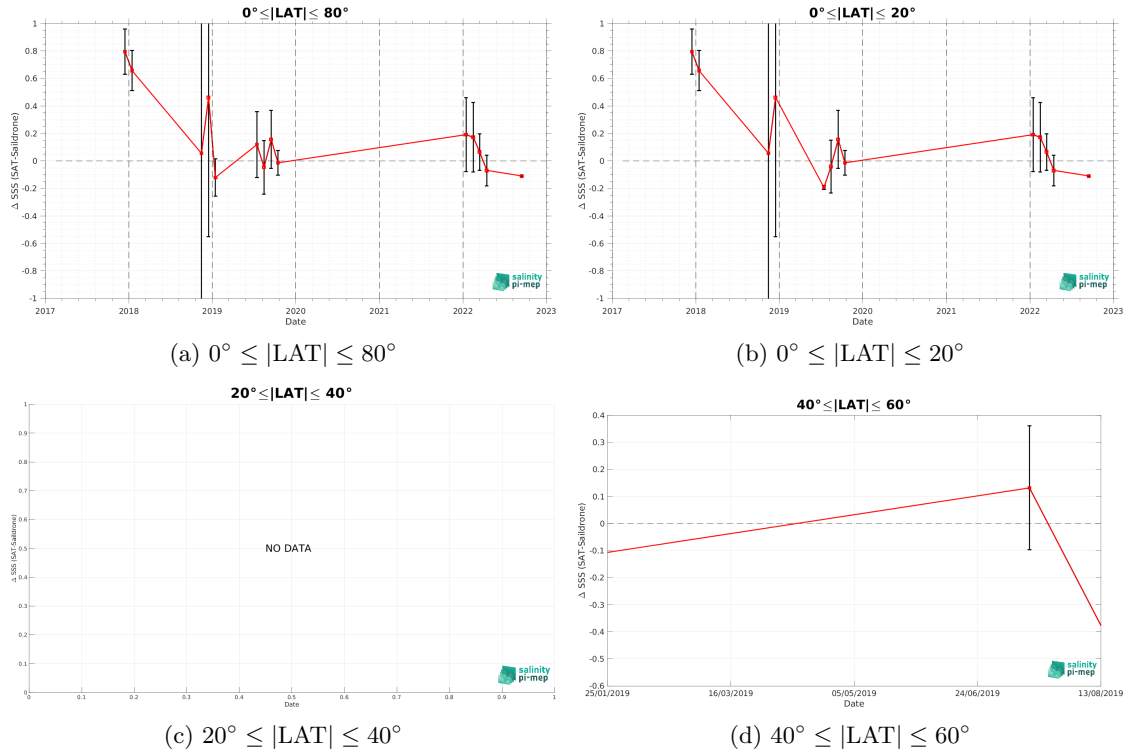 0°≤|LAT|≤ 80°
1
0.8
0.6
0.4
0.2
0
-0.2
-0.4
-0.6
-0.8
-1
Δ SSS (SAT-Saildrone)
2017 2018 2019 2020 2021 2022 2023
Date
salinity
pi-mep
(a) 0° ≤ |LAT| ≤ 80°
0°≤|LAT|≤ 20°
1
0.8
0.6
0.4
0.2
0
-0.2
-0.4
-0.6
-0.8
-1
Δ SSS (SAT-Saildrone)
2017 2018 2019 2020 2021 2022 2023
Date
salinity
pi-mep
(b) 0° ≤ |LAT| ≤ 20°
20°≤|LAT|≤ 40°
1
0.9
0.8
0.7
0.6
0.5
0.4
0.3
0.2
0.1
0
Δ SSS (SAT-Saildrone)
NO DATA
0 0.1 0.2 0.3 0.4 0.5 0.6 0.7 0.8 0.9 1
Date
salinity
pi-mep
(c) 20° ≤ |LAT| ≤ 40°
40°≤|LAT|≤ 60°
0.4
0.3
0.2
0.1
0
-0.1
-0.2
-0.3
-0.4
-0.5
-0.6
Δ SSS (SAT-Saildrone)
25/01/2019 16/03/2019 05/05/2019 24/06/2019 13/08/2019
Date
salinity
pi-mep
(d) 40° ≤ |LAT| ≤ 60°